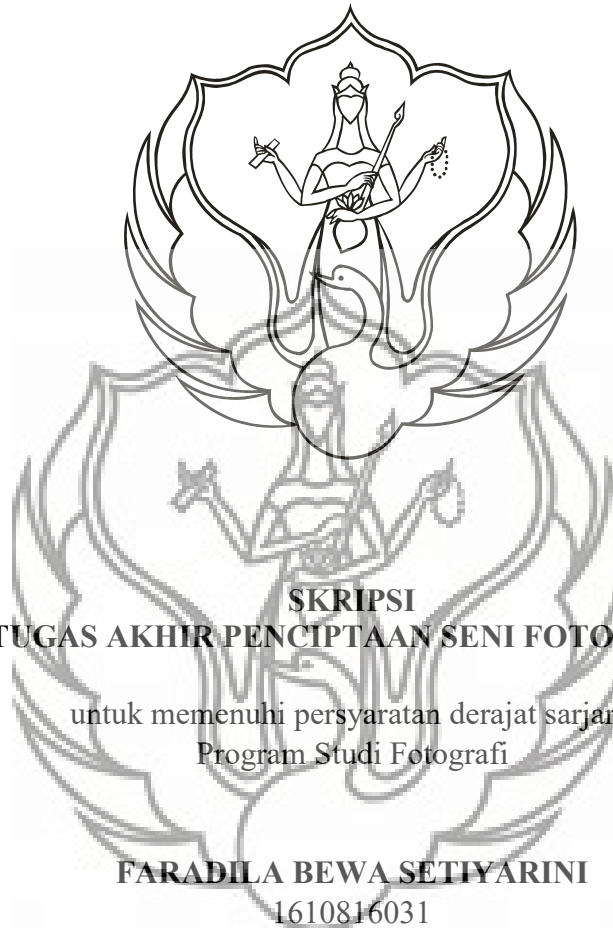 SKRIPSI
TUGAS AKHIR PENCIPTAAN SENI FOTO
untuk memenuhi persyaratan derajat sarjan
Program Studi Fotografi
FARADILA BEWA SETIYARINI
1610816031